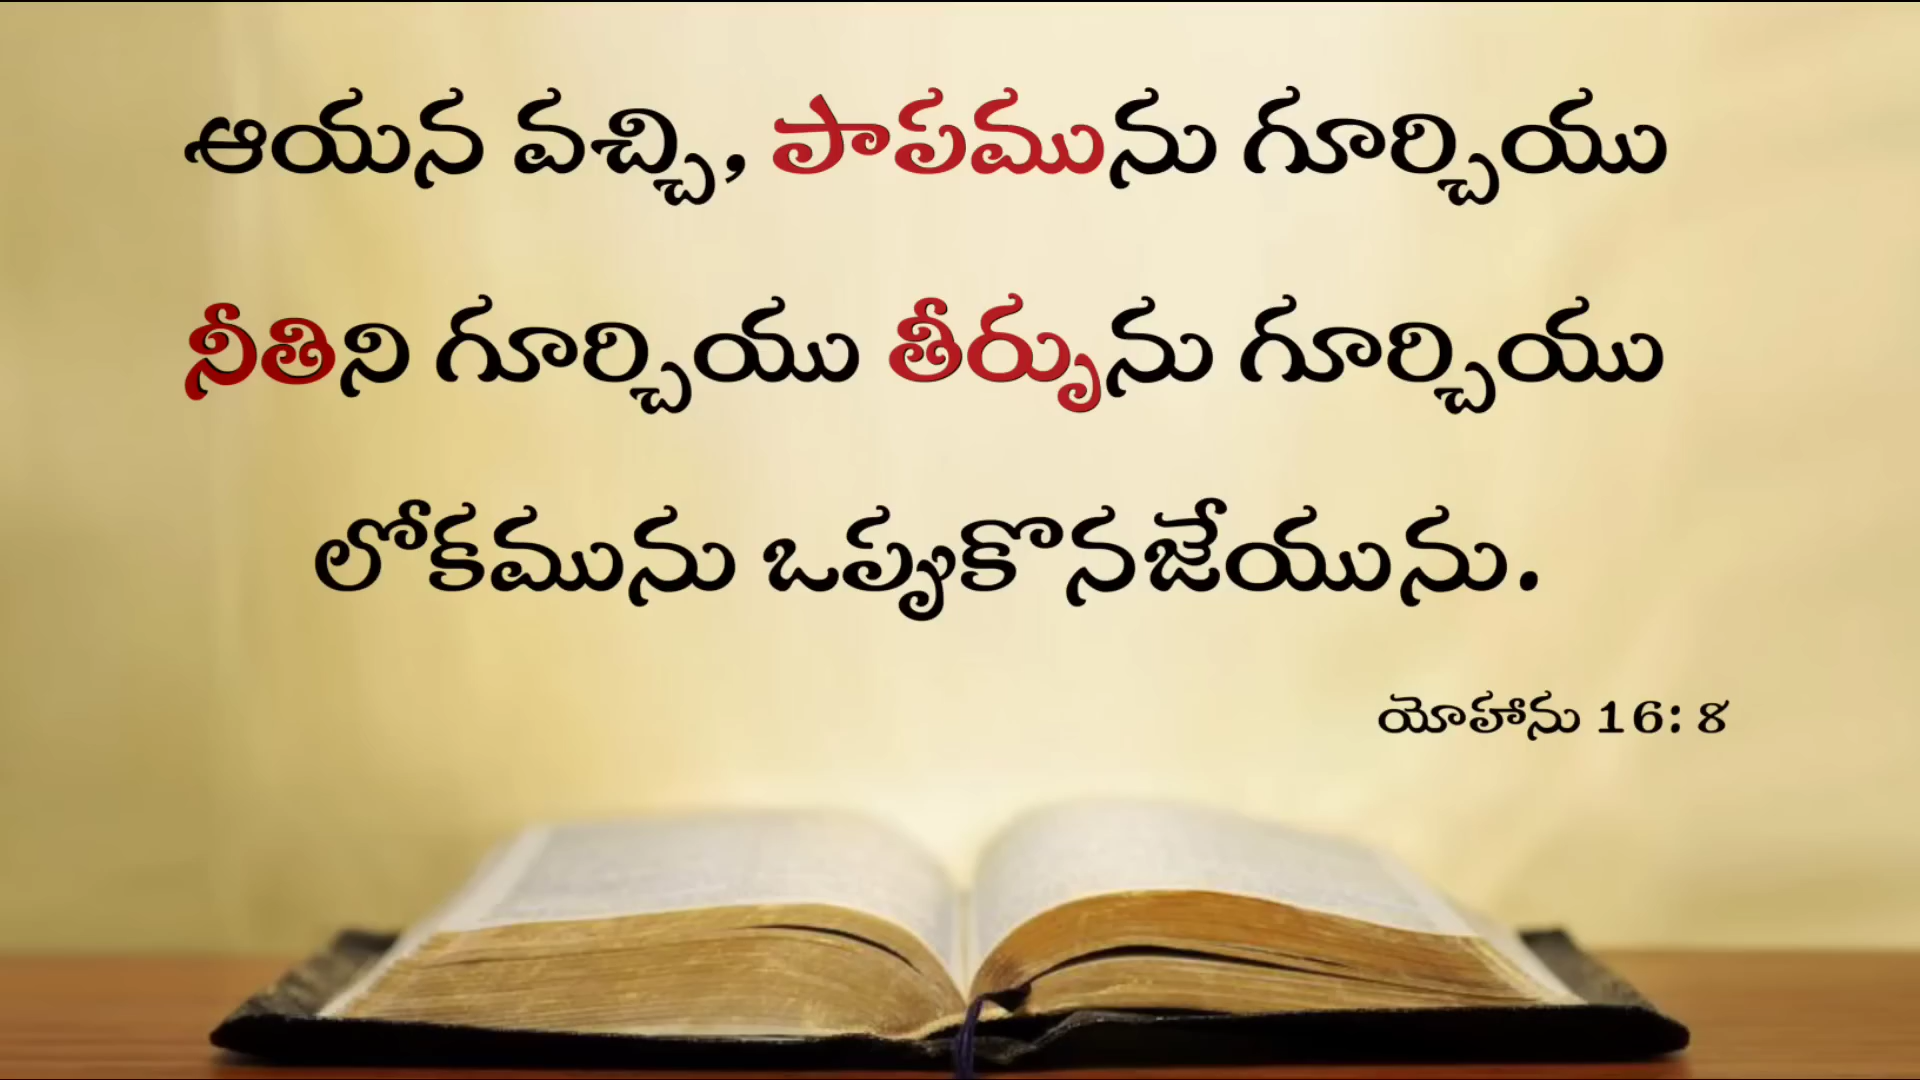 ఆయన వచ్చి, పాపమును గూర్చియు
నీతిని గూర్చియు తీర్పును గూర్చియు
లోకమును ఒప్పుకొనజేయును.
యోహాను 16: 8